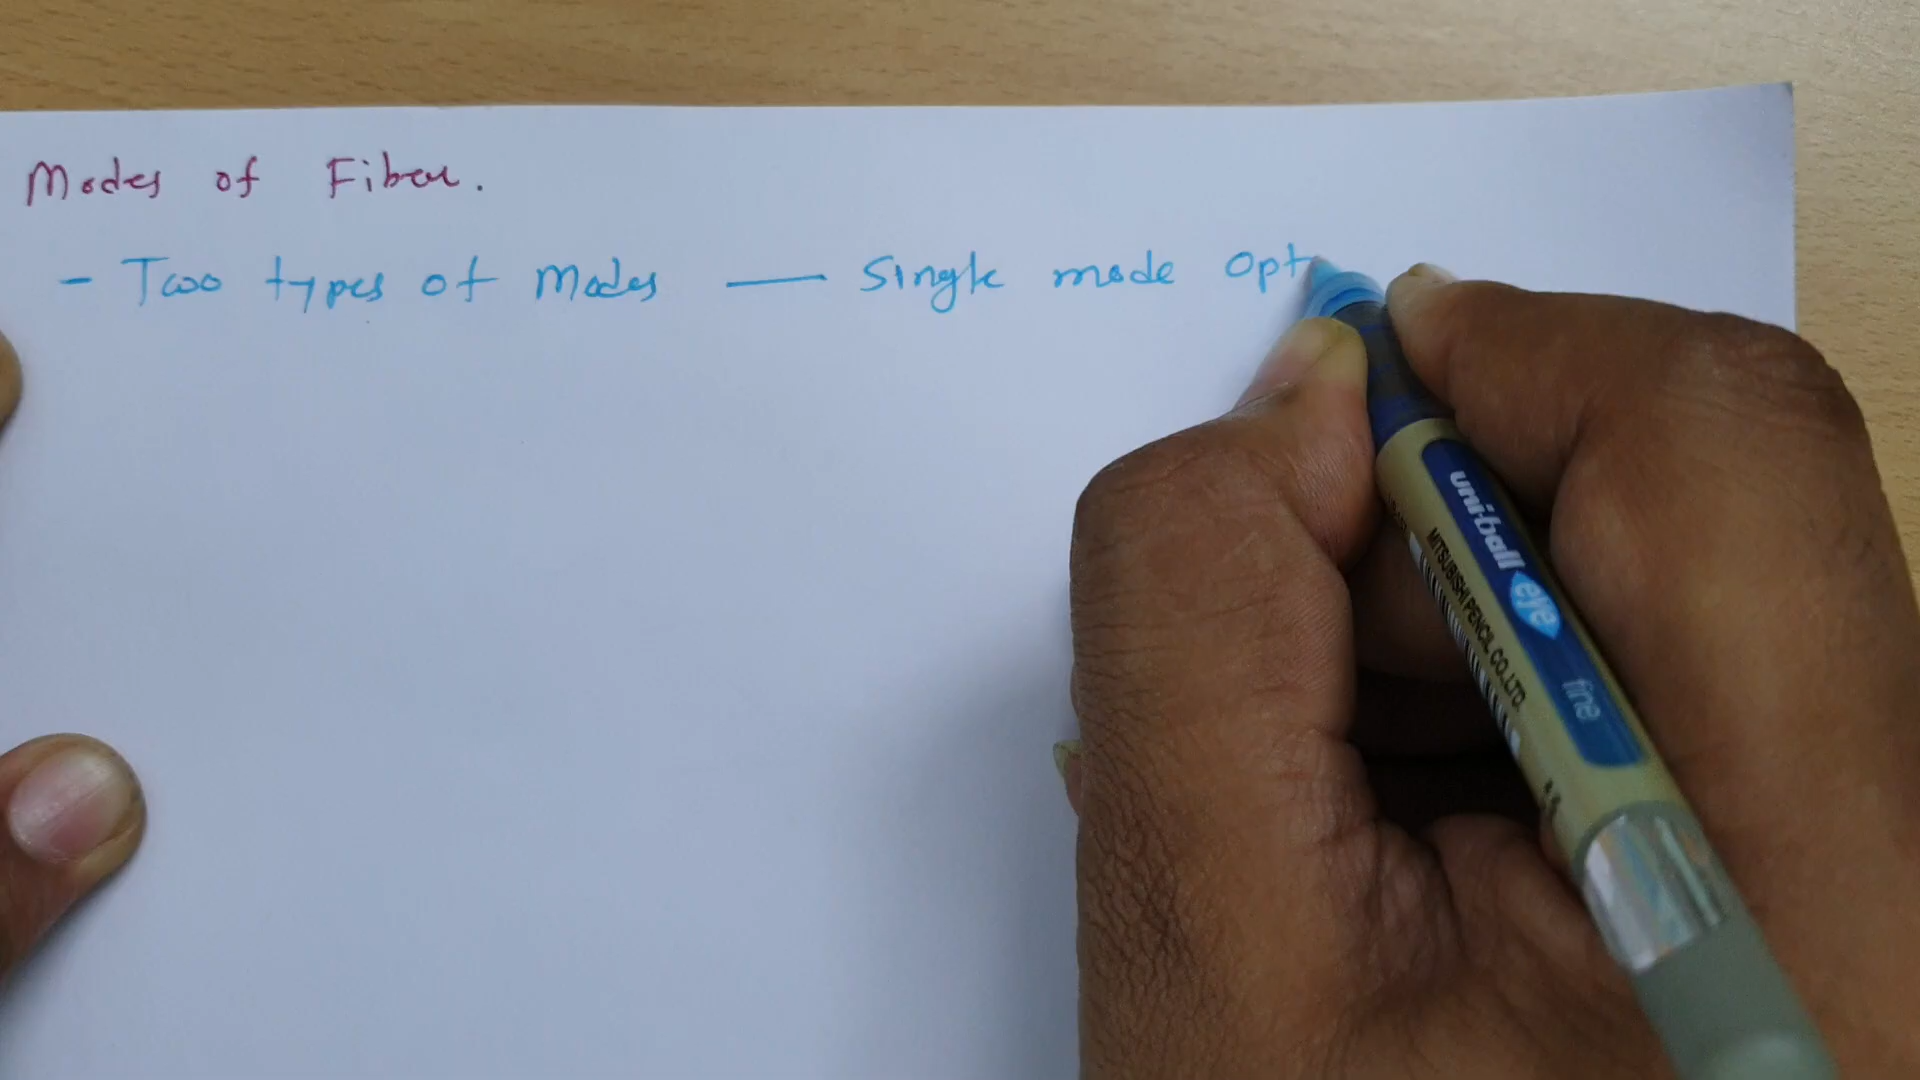 Modes of Fiber.
- Two types of Modes — Single mode Opt
uni-ball eye fine
MITSUBISHI PENCIL CO.,LTD.